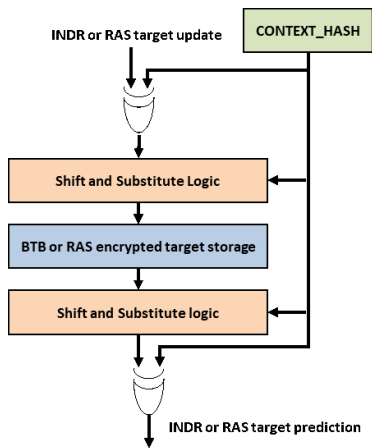 INDR or RAS target update
CONTEXT_HASH
Shift and Substitute Logic
BTB or RAS encrypted target storage
Shift and Substitute logic
INDR or RAS target prediction